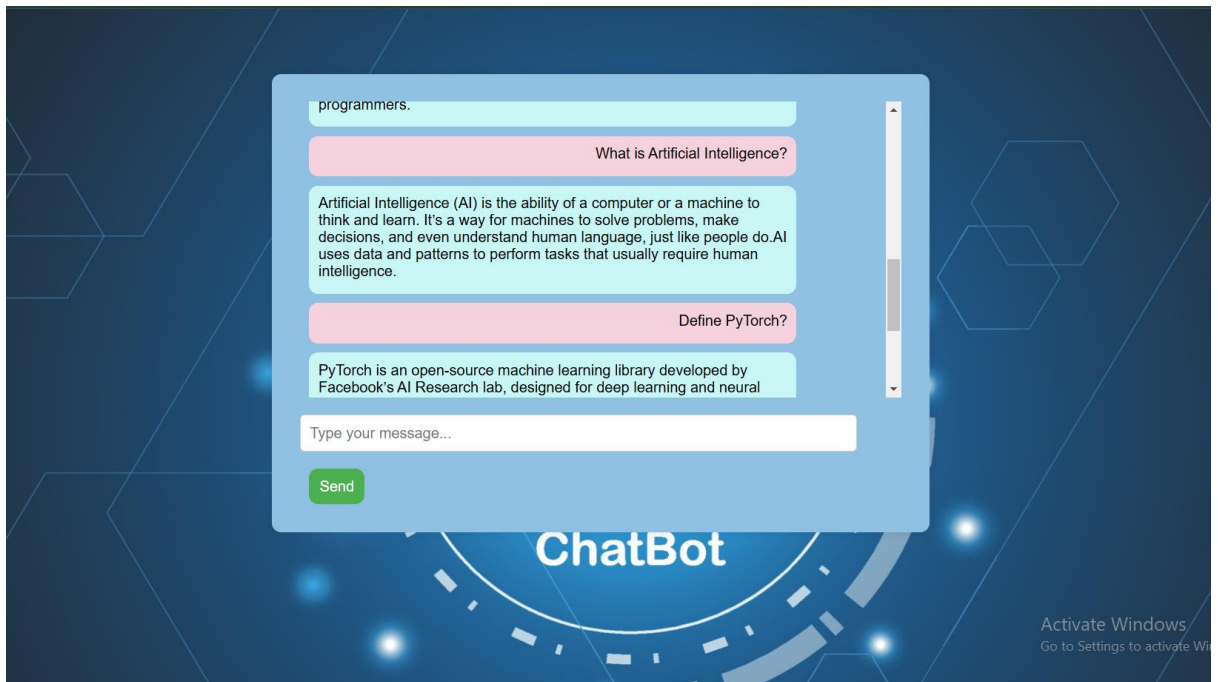 programmers.
What is Artificial Intelligence?
Artificial Intelligence (AI) is the ability of a computer or a machine to
think and learn. It's a way for machines to solve problems, make
decisions, and even understand human language, just like people do.AI
uses data and patterns to perform tasks that usually require human
intelligence.
Define PyTorch?
PyTorch is an open-source machine learning library developed by
Facebook's AI Research lab, designed for deep learning and neural
Type your message...
Send
ChatBot
Activate Windows
Go to Settings to activate Wi